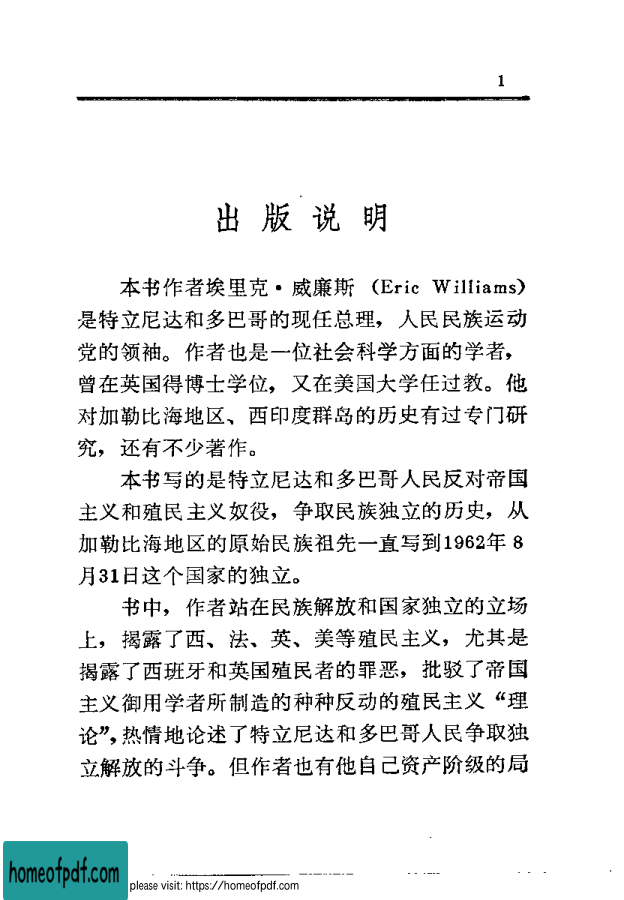 1
出版说明
本书作者埃里克·威廉斯（Eric Williams）
是特立尼达和多巴哥的现任总理，人民民族运动
党的领袖。作者也是一位社会科学方面的学者，
曾在英国得博士学位，又在美国大学任过教。他
对加勒比海地区、西印度群岛的历史有过专门研
究，还有不少著作。
本书写的是特立尼达和多巴哥人民反对帝国
主义和殖民主义奴役，争取民族独立的历史，从
加勒比海地区的原始民族祖先一直写到1962年8
月31日这个国家的独立。
书中，作者站在民族解放和国家独立的立场
上，揭露了西、法、英、美等殖民主义，尤其是
揭露了西班牙和英国殖民者的罪恶，批驳了帝国
主义御用学者所制造的种种反动的殖民主义“理
论”，热情地论述了特立尼达和多巴哥人民争取独
立解放的斗争。但作者也有他自己资产阶级的局
homeofpdf.com
please visit: https://homeofpdf.com